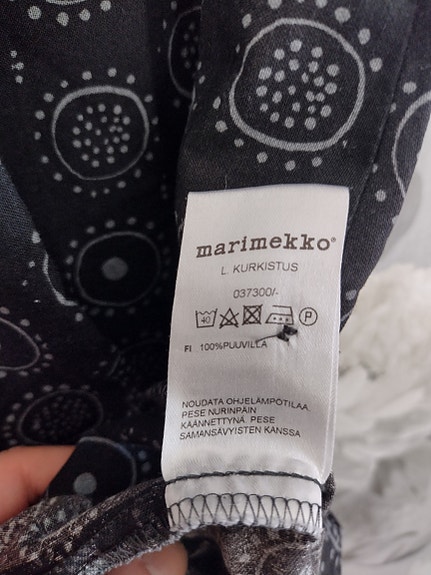 marimekko®
L. KURKISTUS
037300/-
40 P
FI 100%PUUVILLA
NOUDATA OHJELÄMPÖTILAA.
PESE NURINPÄIN
KÄÄNNETTYNÄ. PESE
SAMANSÄVYISTEN KANSSA